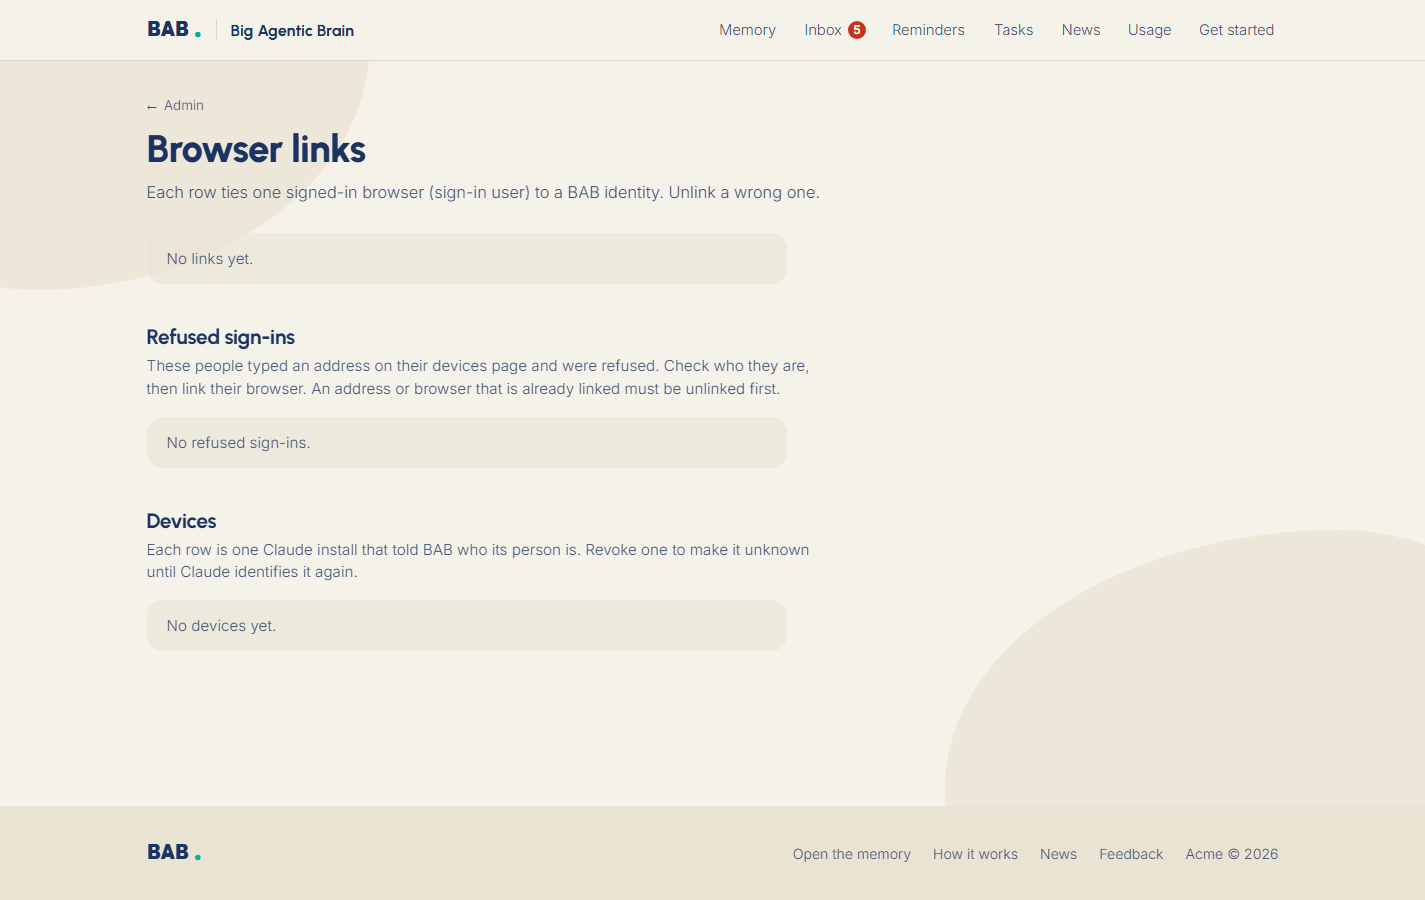 BAB.
Big Agentic Brain
Memory
Inbox 5
Reminders
Tasks
News
Usage
Get started
← Admin
Browser links
Each row ties one signed-in browser (sign-in user) to a BAB identity. Unlink a wrong one.
No links yet.
Refused sign-ins
These people typed an address on their devices page and were refused. Check who they are,
then link their browser. An address or browser that is already linked must be unlinked first.
No refused sign-ins.
Devices
Each row is one Claude install that told BAB who its person is. Revoke one to make it unknown
until Claude identifies it again.
No devices yet.
BAB.
Open the memory
How it works
News
Feedback
Acme © 2026